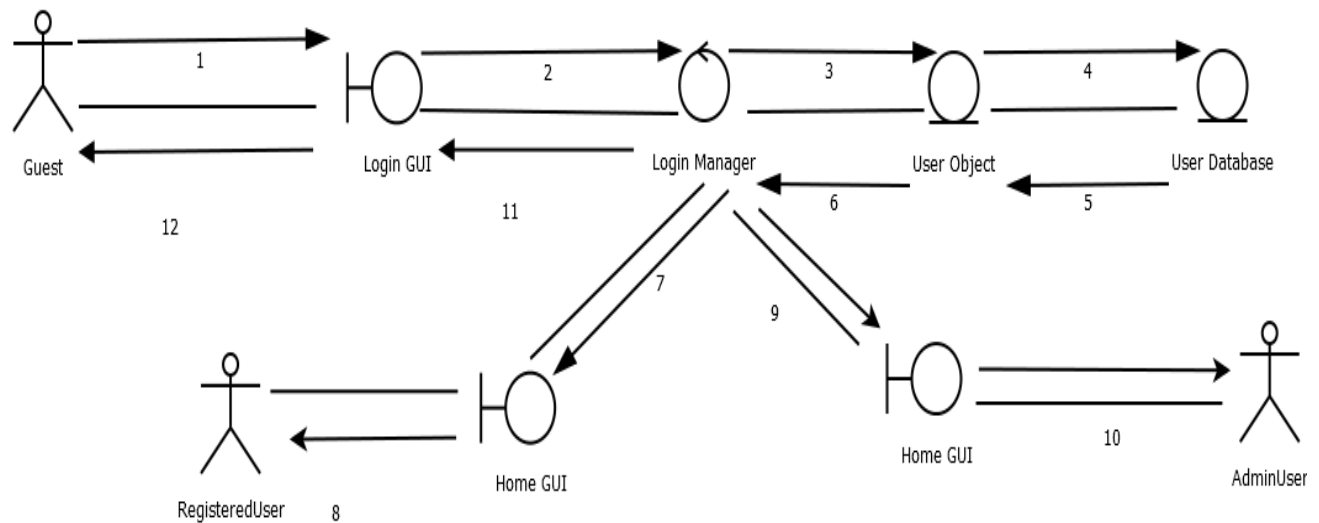 1
2
3
4
Guest
Login GUI
Login Manager
User Object
User Database
6
5
12
11
7
9
Home GUI
10
Home GUI
AdminUser
RegisteredUser
8